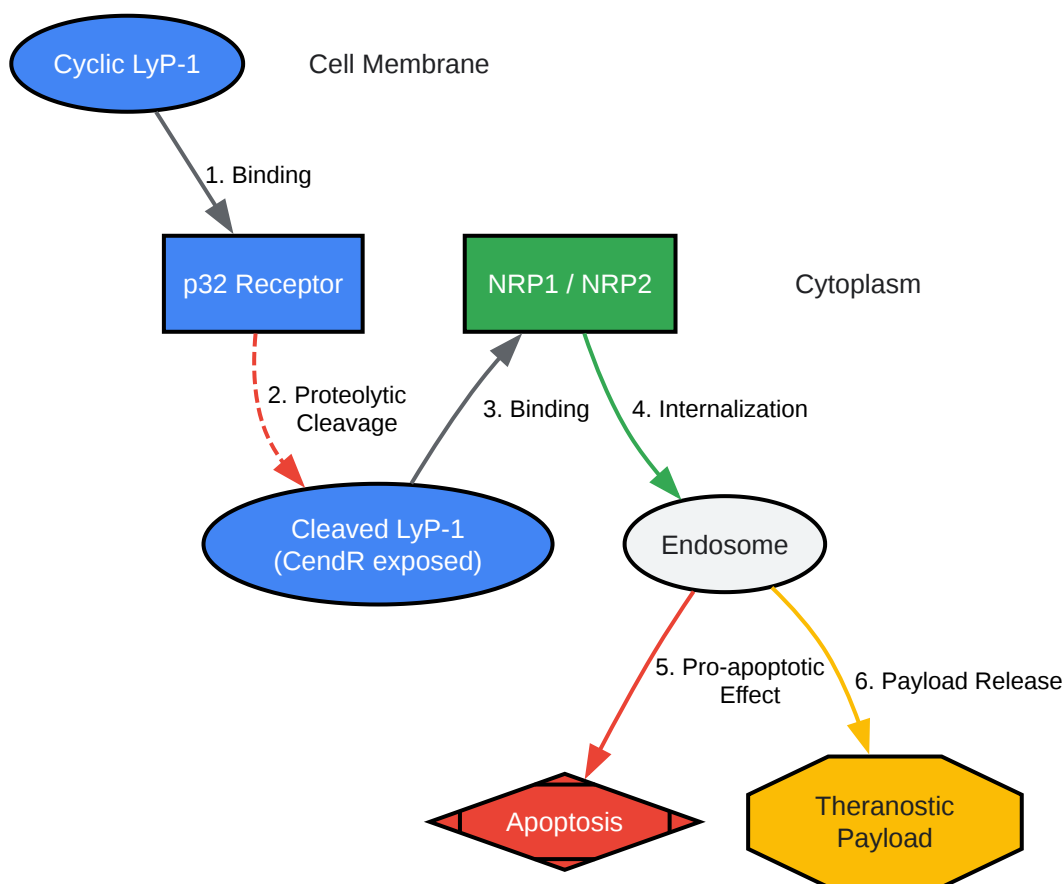 Cyclic LyP-1
Cell Membrane
1. Binding
p32 Receptor
NRP1 / NRP2
Cytoplasm
2. Proteolytic
Cleavage
3. Binding
4. Internalization
Cleaved LyP-1
(CendR exposed)
Endosome
5. Pro-apoptotic
Effect
6. Payload Release
Apoptosis
Theranostic
Payload